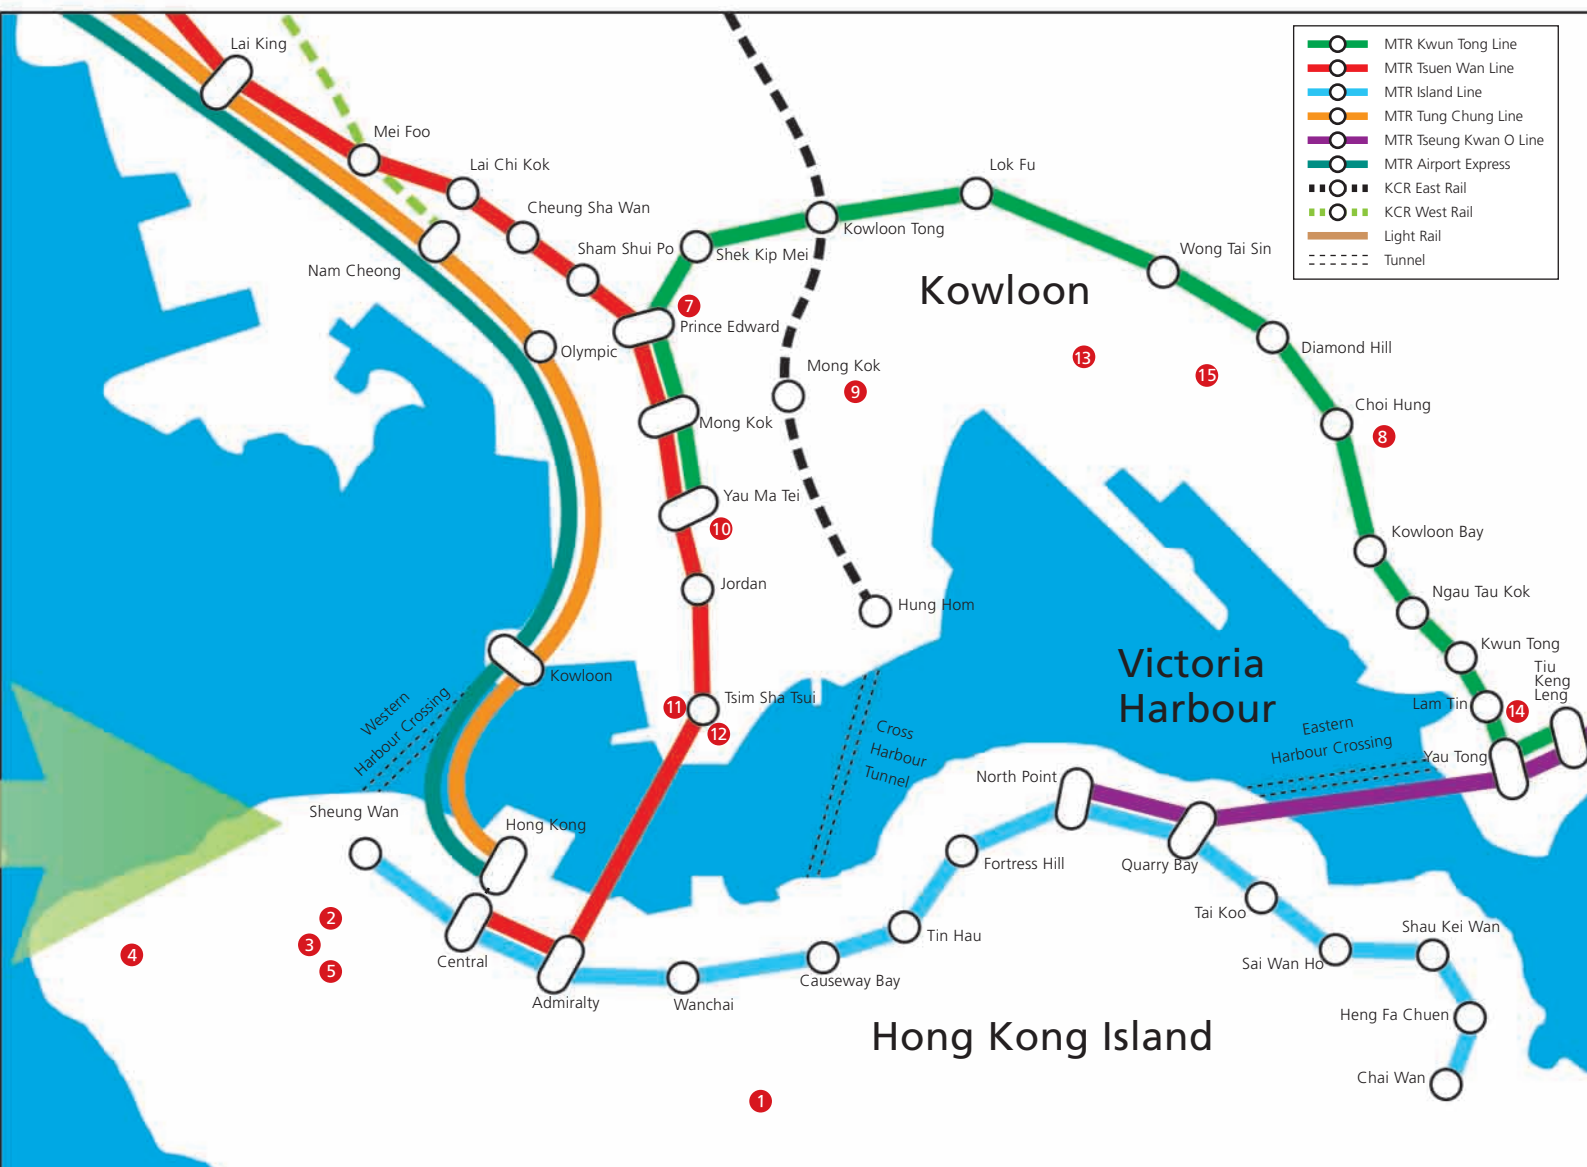 Lai King
MTR Kwun Tong Line
MTR Tsuen Wan Line
MTR Island Line
MTR Tung Chung Line
MTR Tseung Kwan O Line
MTR Airport Express
KCR East Rail
KCR West Rail
Light Rail
Tunnel
Mei Foo
Lai Chi Kok
Lok Fu
Cheung Sha Wan
Kowloon Tong
Sham Shui Po
Shek Kip Mei
Wong Tai Sin
Nam Cheong
Kowloon
7
Prince Edward
Olympic
Diamond Hill
13
15
Mong Kok
9
Choi Hung
8
Mong Kok
Yau Ma Tei
10
Kowloon Bay
Jordan
Ngau Tau Kok
Hung Hom
Kwun Tong
Victoria
Harbour
Tiu
Keng
Leng
Kowloon
Western
Harbour Crossing
11
Tsim Sha Tsui
12
Lam Tin
14
Cross
Harbour
Tunnel
Eastern
Harbour Crossing
Yau Tong
North Point
Sheung Wan
Hong Kong
Fortress Hill
Quarry Bay
Tai Koo
2
3
4
5
Central
Tin Hau
Shau Kei Wan
Sai Wan Ho
Causeway Bay
Admiralty
Wanchai
Heng Fa Chuen
Hong Kong Island
Chai Wan
1